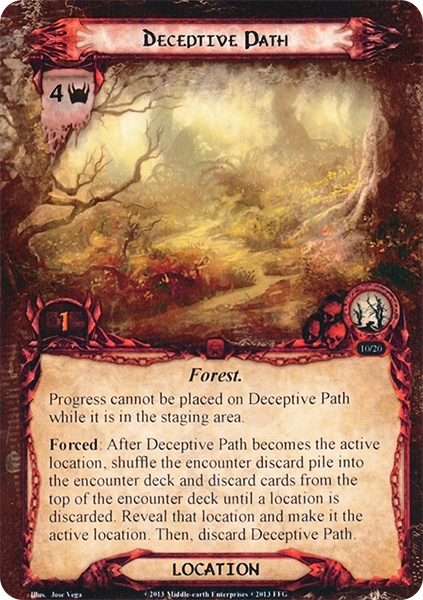 Deceptive Path
4
1
10/20
Forest.
Progress cannot be placed on Deceptive Path
while it is in the staging area.
Forced: After Deceptive Path becomes the active
location, shuffle the encounter discard pile into
the encounter deck and discard cards from the
top of the encounter deck until a location is
discarded. Reveal that location and make it the
active location. Then, discard Deceptive Path.
LOCATION
Illus. Jose Vega ©2013 Middle-earth Enterprises ©2013 FFG